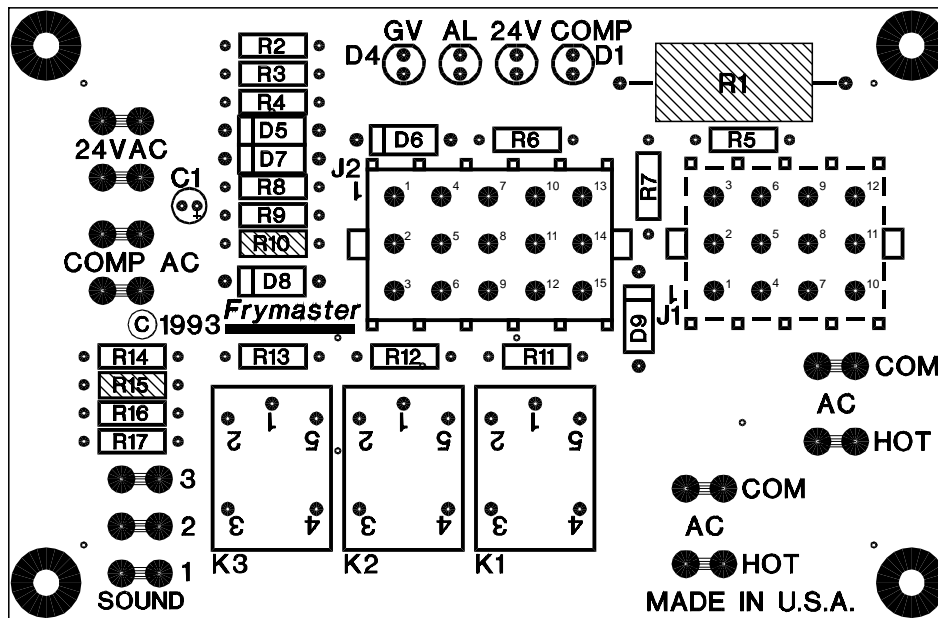 GV AL 24V COMP
D4 D1
R2
R3
R4
D5
D7
R8
R9
R10
D8
R1
D6
R6
R5
R7
24VAC
C1
+
COMP AC
J2
1
1 4 7 10 13
2 5 8 11 14
3 6 9 12 15
3 6 9 12
2 5 8 11
1 4 7 10
1
J1
D9
© 1993 Frymaster
R13
R12
R11
R14
R15
R16
R17
1
2 5
3 4
K3
1
2 5
3 4
K2
1
2 5
3 4
K1
3
2
1
SOUND
COM
AC
HOT
COM
AC
HOT
MADE IN U.S.A.